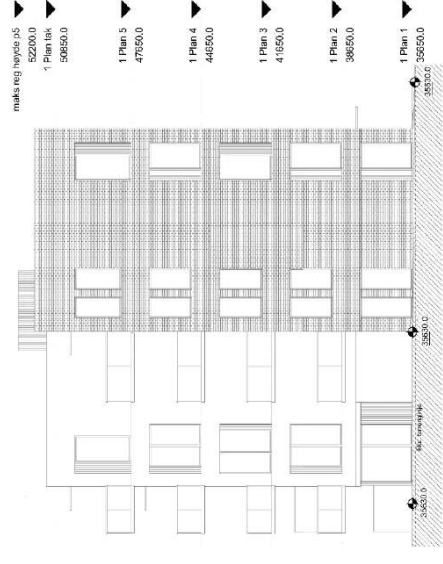 maks reg høyde p5
52200.0
1 Plan tak
50650.0
1 Plan 5
47650.0
1 Plan 4
44650.0
1 Plan 3
41650.0
1 Plan 2
38650.0
1 Plan 1
35650.0
35630.0
35630.0
35630.0